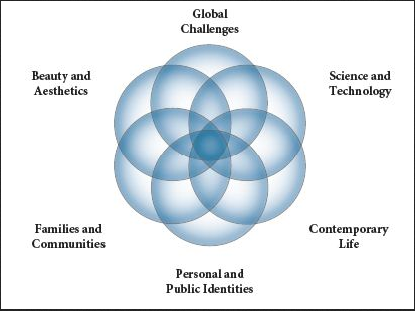 Global
Challenges
Beauty and
Aesthetics
Science and
Technology
Families and
Communities
Contemporary
Life
Personal and
Public Identities